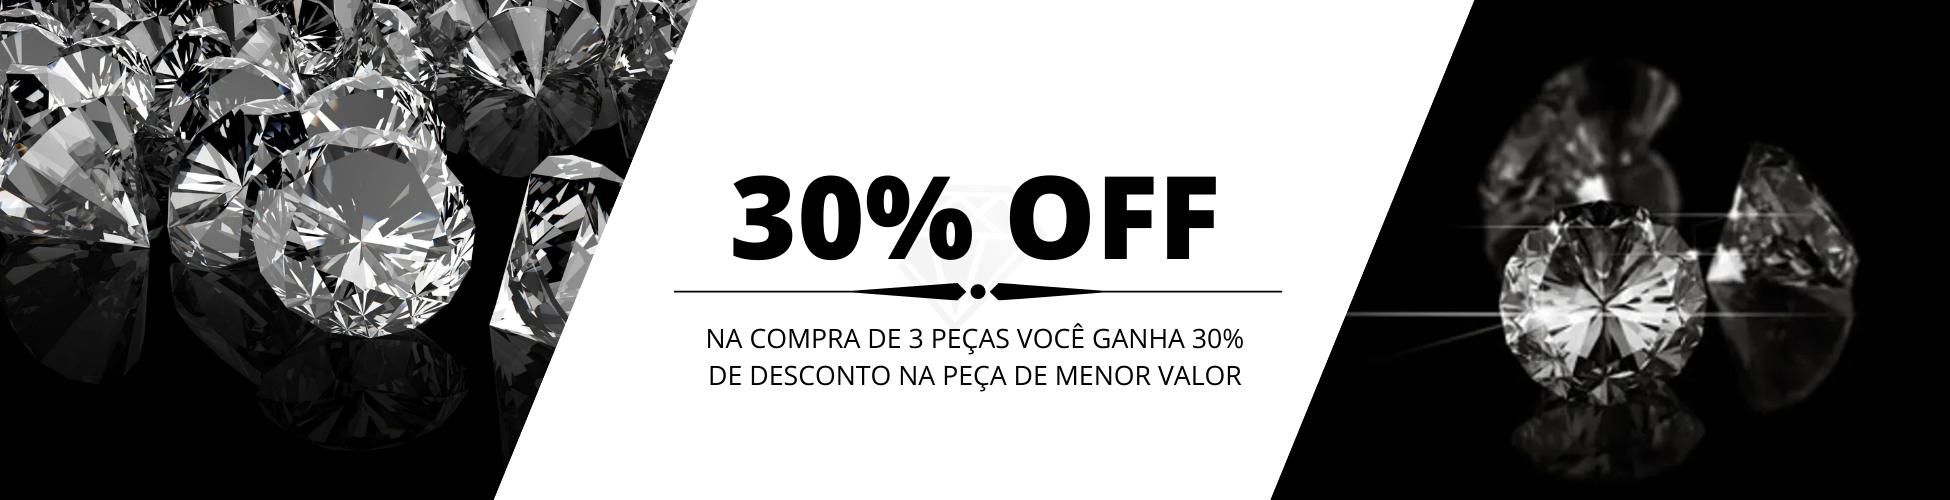 30% OFF
NA COMPRA DE 3 PEÇAS VOCÊ GANHA 30%
DE DESCONTO NA PEÇA DE MENOR VALOR